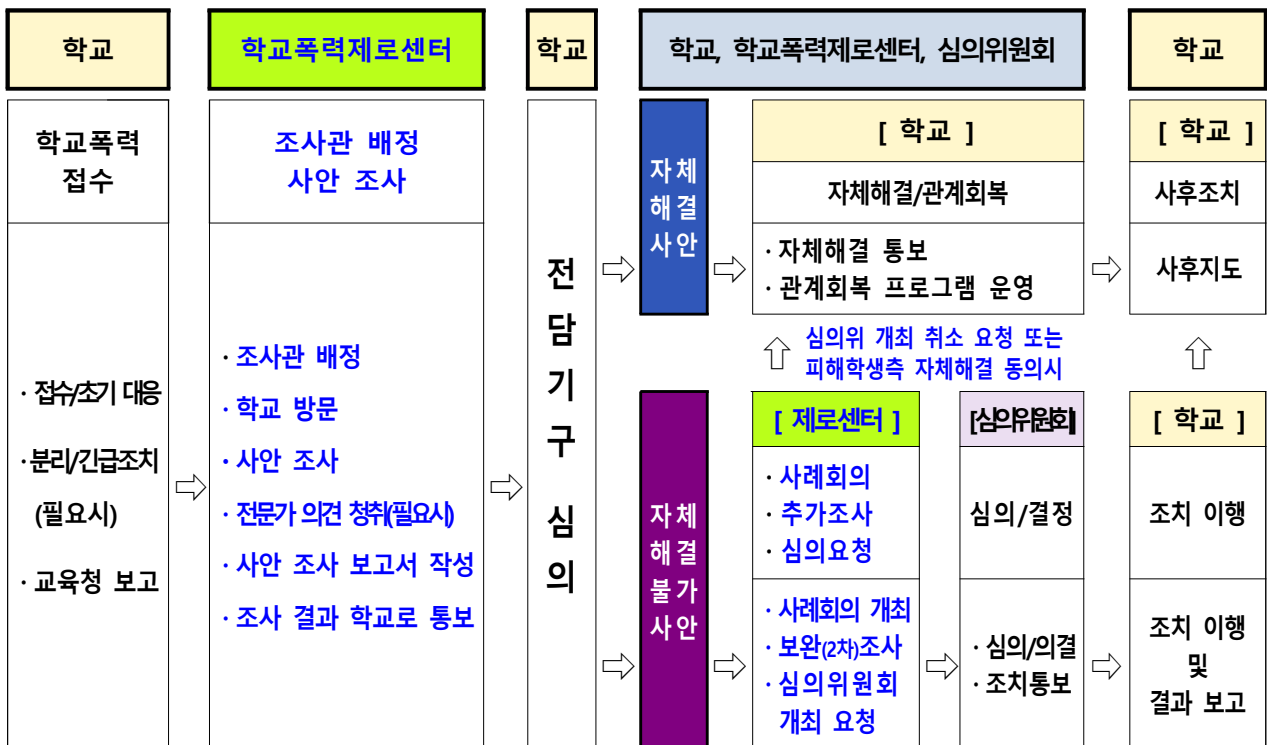 학교
학교폭력제로센터
학교
학교, 학교폭력제로센터, 심의위원회
학교
학교폭력
접수
· 접수/초기 대응
· 분리/긴급조치
(필요시)
· 교육청 보고
조사관 배정
사안 조사
· 조사관 배정
· 학교 방문
· 사안 조사
· 전문가 의견 청취(필요시)
· 사안 조사 보고서 작성
· 조사 결과 학교로 통보
전
담
기
구
심
의
자체
해결
사안
[ 학교 ]
자체해결/관계회복
· 자체해결 통보
· 관계회복 프로그램 운영
[ 학교 ]
사후조치
사후지도
심의위 개최 취소 요청 또는
피해학생측 자체해결 동의시
자체
해결
불가
사안
[ 제로센터 ]
· 사례회의
· 추가조사
· 심의요청
· 사례회의 개최
· 보완(2차)조사
· 심의위원회
개최 요청
[심의위원회]
심의/결정
· 심의/의결
· 조치통보
[ 학교 ]
조치 이행
조치 이행
및
결과 보고